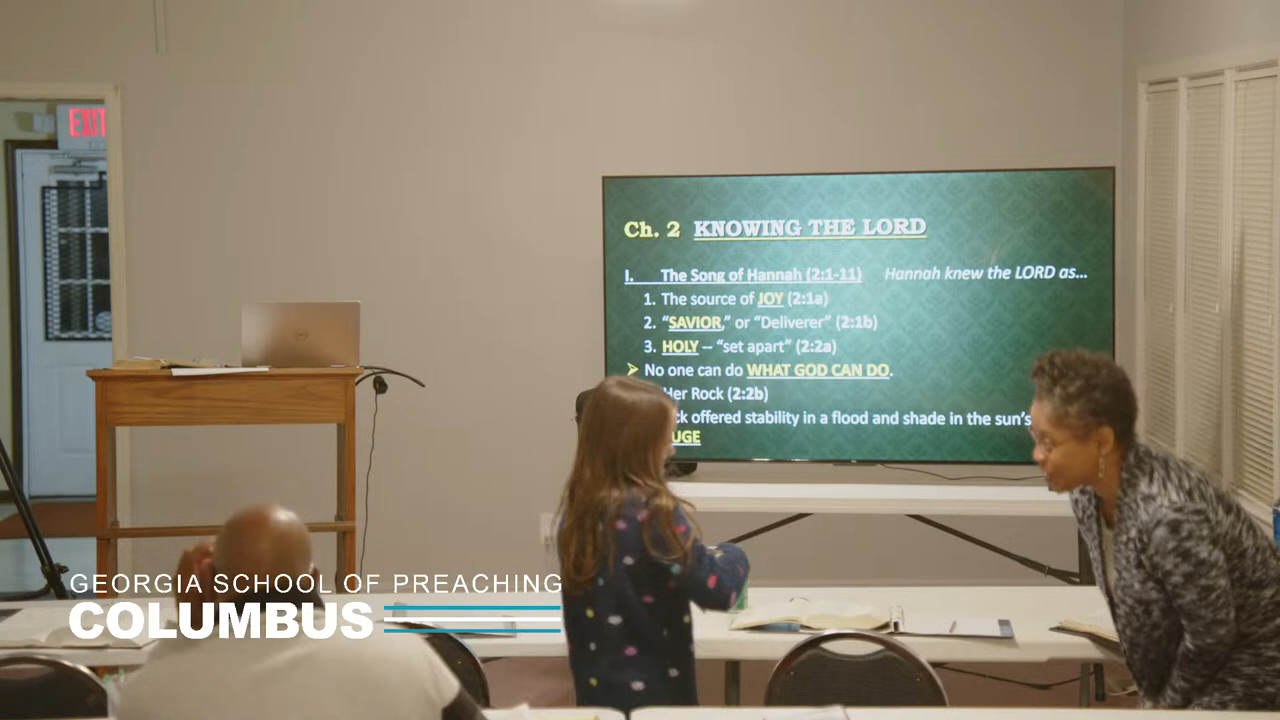 EXIT
Ch. 2 KNOWING THE LORD
I. The Song of Hannah (2:1-11) Hannah knew the LORD as...
1. The source of JOY (2:1a)
2. “SAVIOR,” or “Deliverer” (2:1b)
3. HOLY – “set apart” (2:2a)
➢ No one can do WHAT GOD CAN DO.
Her Rock (2:2b)
offered stability in a flood and shade in the sun's
GEORGIA SCHOOL OF PREACHING
COLUMBUS